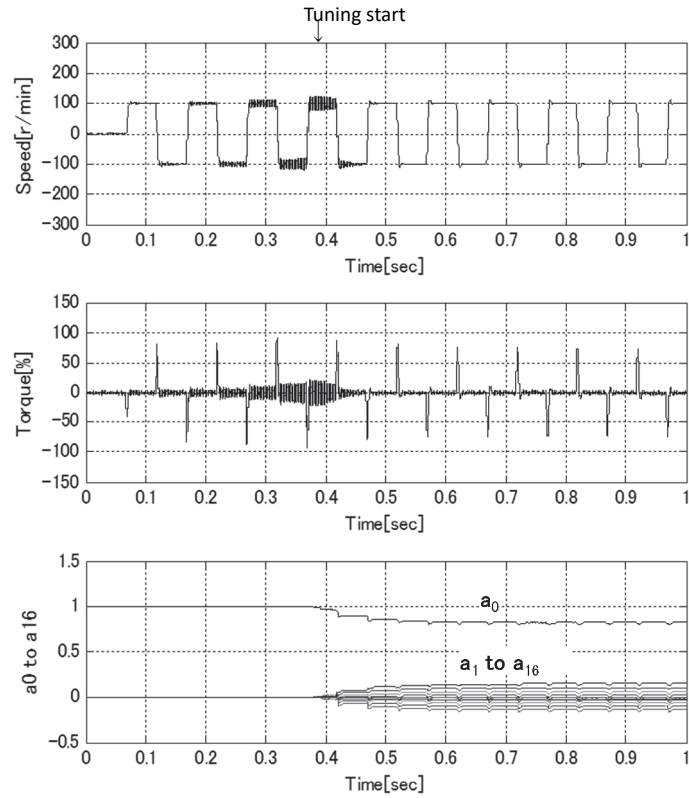 Tuning start
300
200
100
0
-100
-200
-300
Speed[r/min]
0 0.1 0.2 0.3 0.4 0.5 0.6 0.7 0.8 0.9 1
Time[sec]
150
100
50
0
-50
-100
-150
Torque[%]
0 0.1 0.2 0.3 0.4 0.5 0.6 0.7 0.8 0.9 1
Time[sec]
1.5
1
0.5
0
-0.5
a0 to a16
a₀
a₁ to a₁₆
0 0.1 0.2 0.3 0.4 0.5 0.6 0.7 0.8 0.9 1
Time[sec]